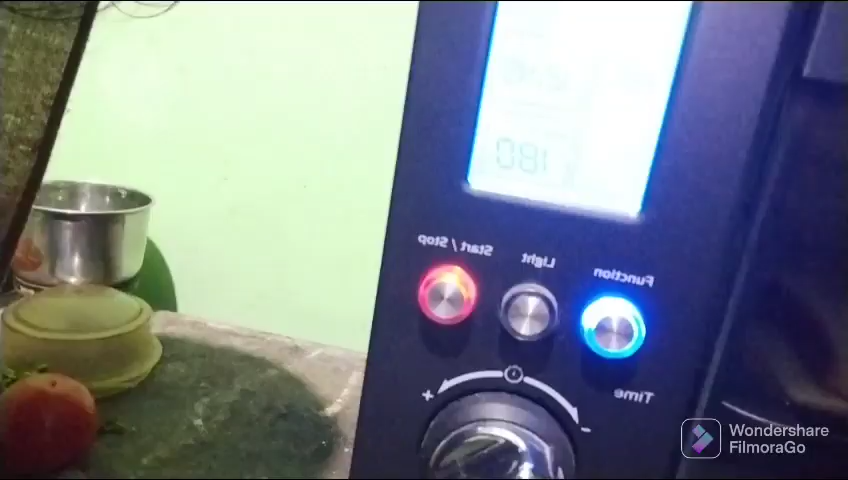 180
Start / Stop
Light
Function
Time
+ -
Wondershare
FilmoraGo